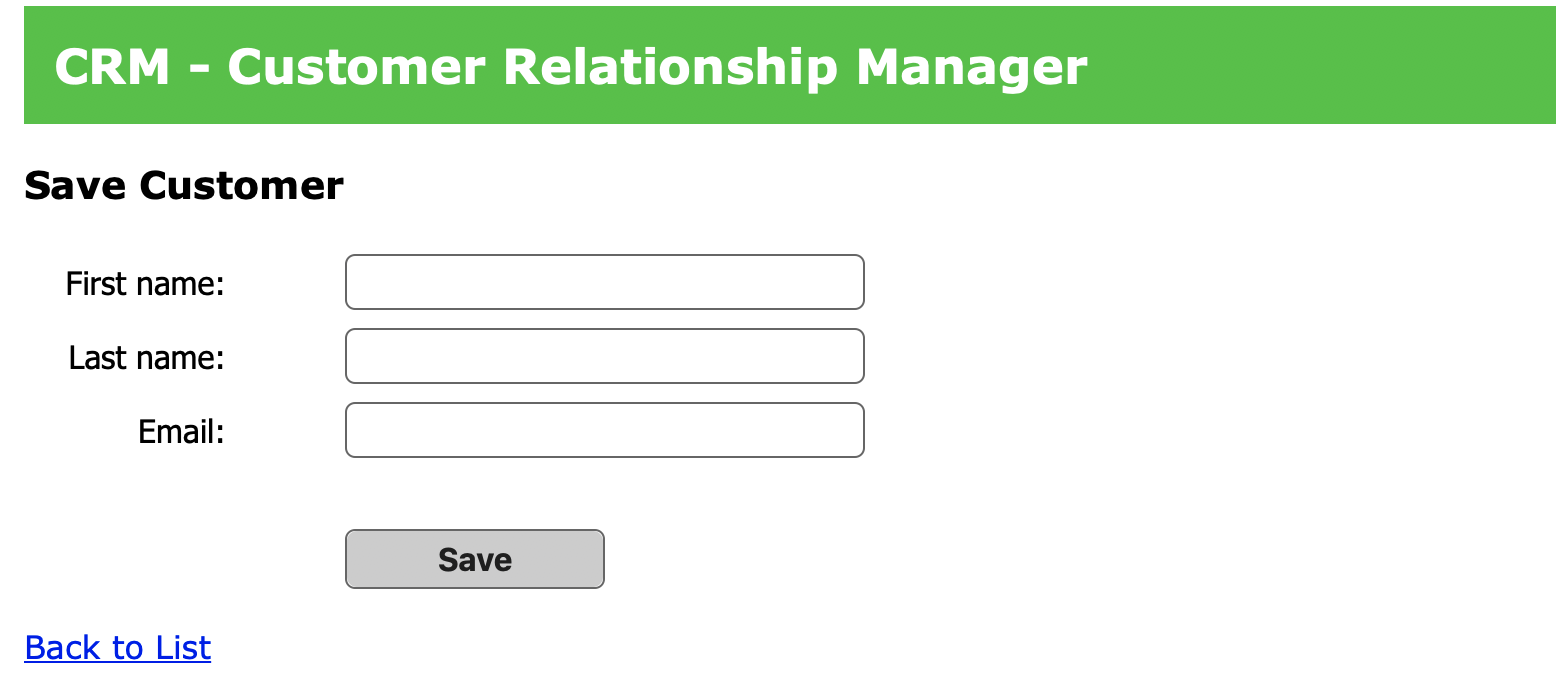 CRM - Customer Relationship Manager
Save Customer
First name:
Last name:
Email:
Save
Back to List